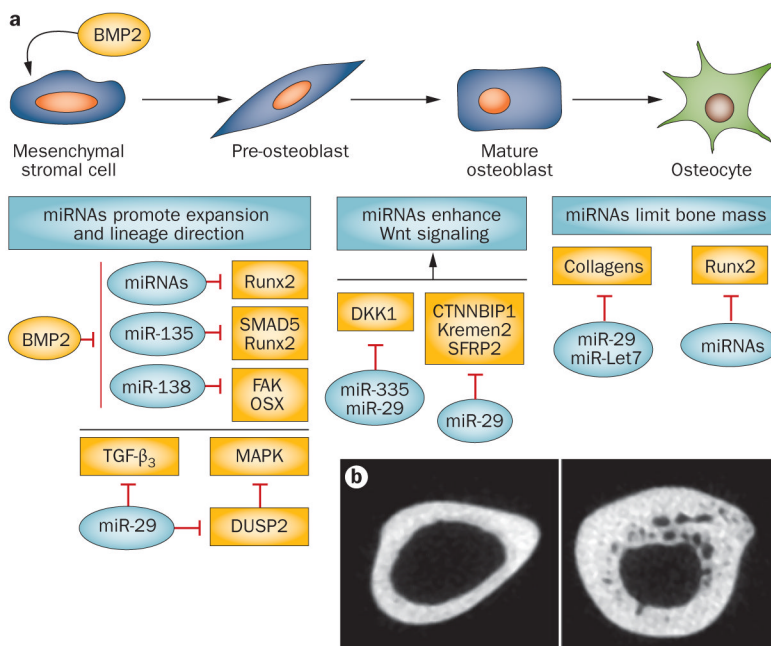 a
BMP2
Mesenchymal
stromal cell
Pre-osteoblast
Mature
osteoblast
Osteocyte
miRNAs promote expansion
and lineage direction
miRNAs
Runx2
BMP2
miR-135
SMAD5
Runx2
miR-138
FAK
OSX
TGF-β₃
MAPK
miR-29
DUSP2
miRNAs enhance
Wnt signaling
DKK1
CTNNBIP1
Kremen2
SFRP2
miR-335
miR-29
miR-29
miRNAs limit bone mass
Collagens
Runx2
miR-29
miR-Let7
miRNAs
b